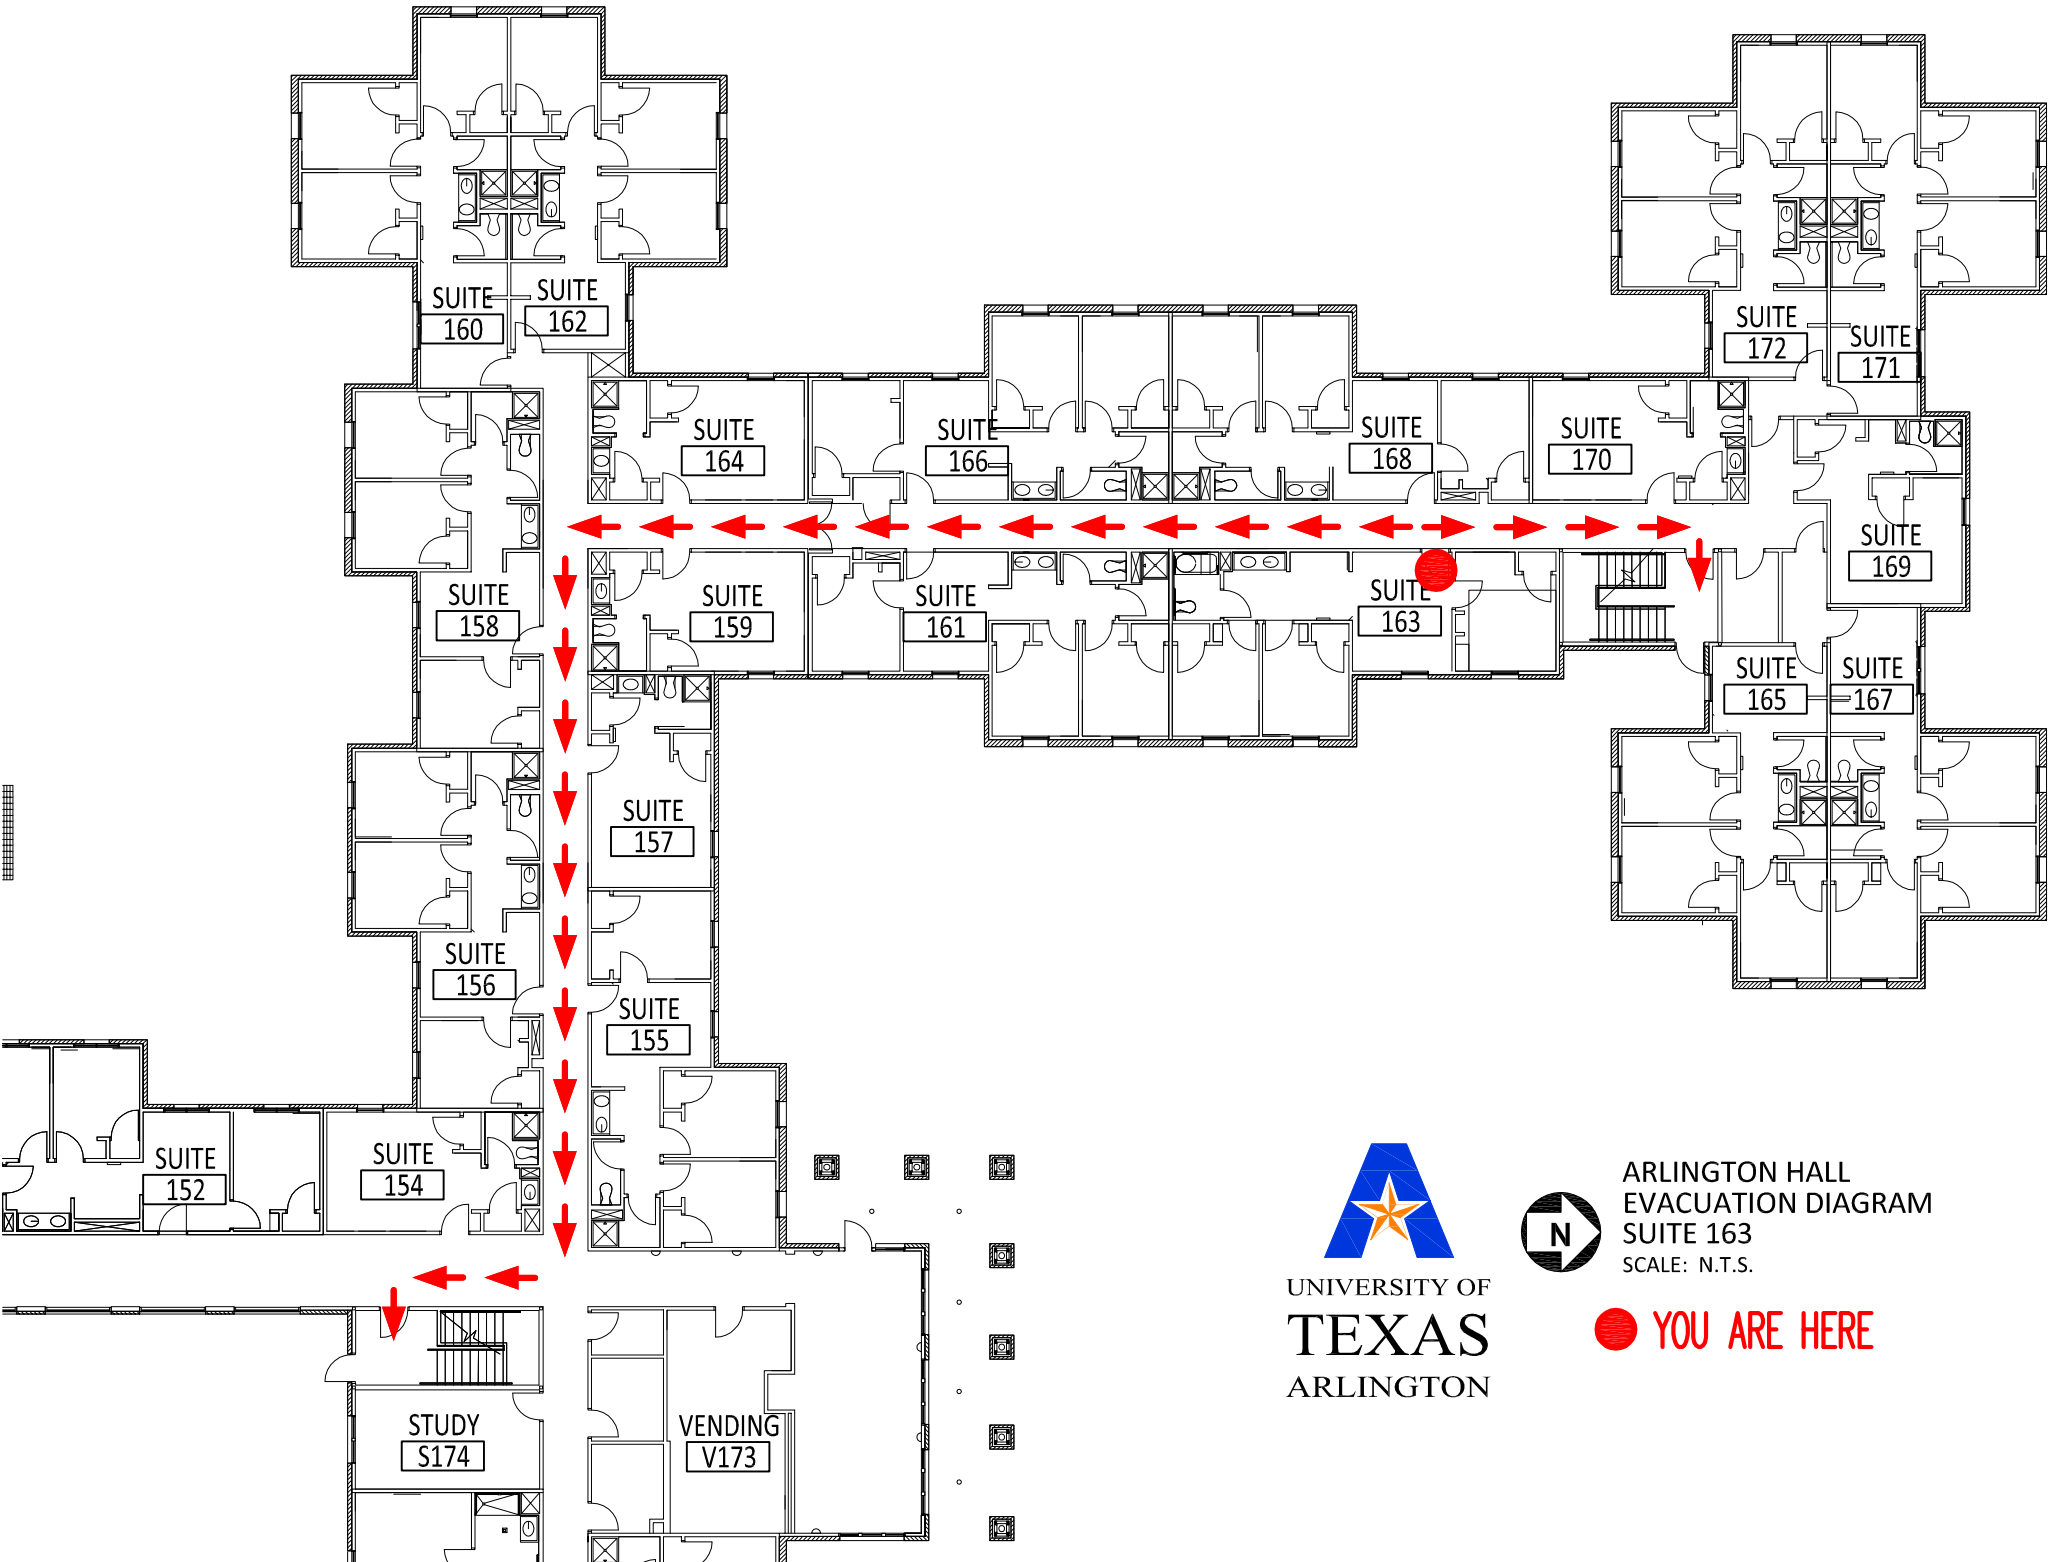 SUITE
160
SUITE
162
SUITE
172
SUITE
171
SUITE
164
SUITE
166
SUITE
168
SUITE
170
SUITE
169
SUITE
158
SUITE
159
SUITE
161
SUITE
163
SUITE
165
SUITE
167
SUITE
157
SUITE
156
SUITE
155
SUITE
152
SUITE
154
STUDY
S174
VENDING
V173
UNIVERSITY OF
TEXAS
ARLINGTON
N
ARLINGTON HALL
EVACUATION DIAGRAM
SUITE 163
SCALE: N.T.S.
YOU ARE HERE